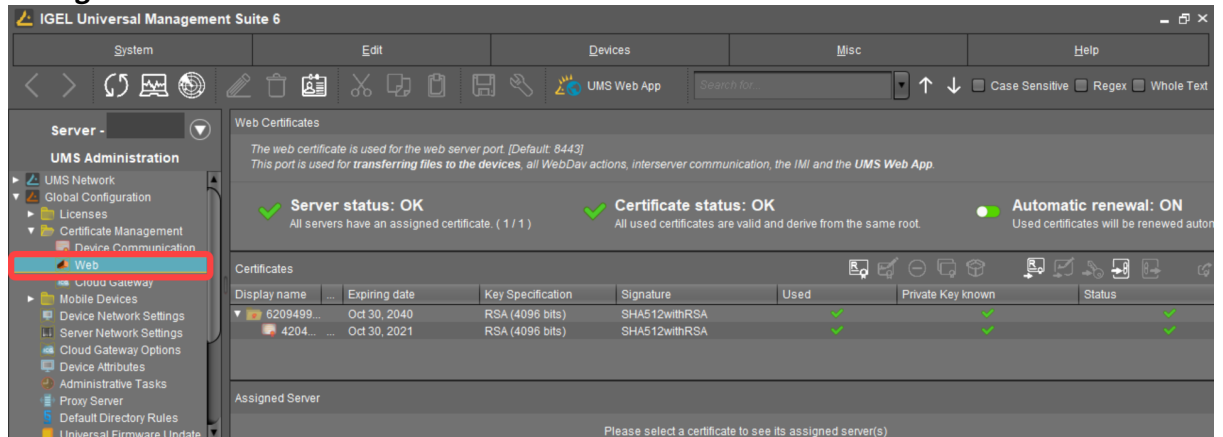 IGEL Universal Management Suite 6
System Edit Devices Misc Help
UMS Web App Search for... Case Sensitive Regex Whole Text
Server -
UMS Administration
UMS Network
Global Configuration
Licenses
Certificate Management
Device Communication
Web
Cloud Gateway
Mobile Devices
Device Network Settings
Server Network Settings
Cloud Gateway Options
Device Attributes
Administrative Tasks
Proxy Server
Default Directory Rules
Universal Firmware Update
Web Certificates
The web certificate is used for the web server port. [Default: 8443]
This port is used for transferring files to the devices, all WebDav actions, interserver communication, the IMI and the UMS Web App.
Server status: OK
All servers have an assigned certificate. ( 1 / 1 )
Certificate status: OK
All used certificates are valid and derive from the same root.
Automatic renewal: ON
Used certificates will be renewed auton
Certificates
Display name ... Expiring date Key Specification Signature Used Private Key known Status
6209499... Oct 30, 2040 RSA (4096 bits) SHA512withRSA
4204... ... Oct 30, 2021 RSA (4096 bits) SHA512withRSA
Assigned Server
Please select a certificate to see its assigned server(s)